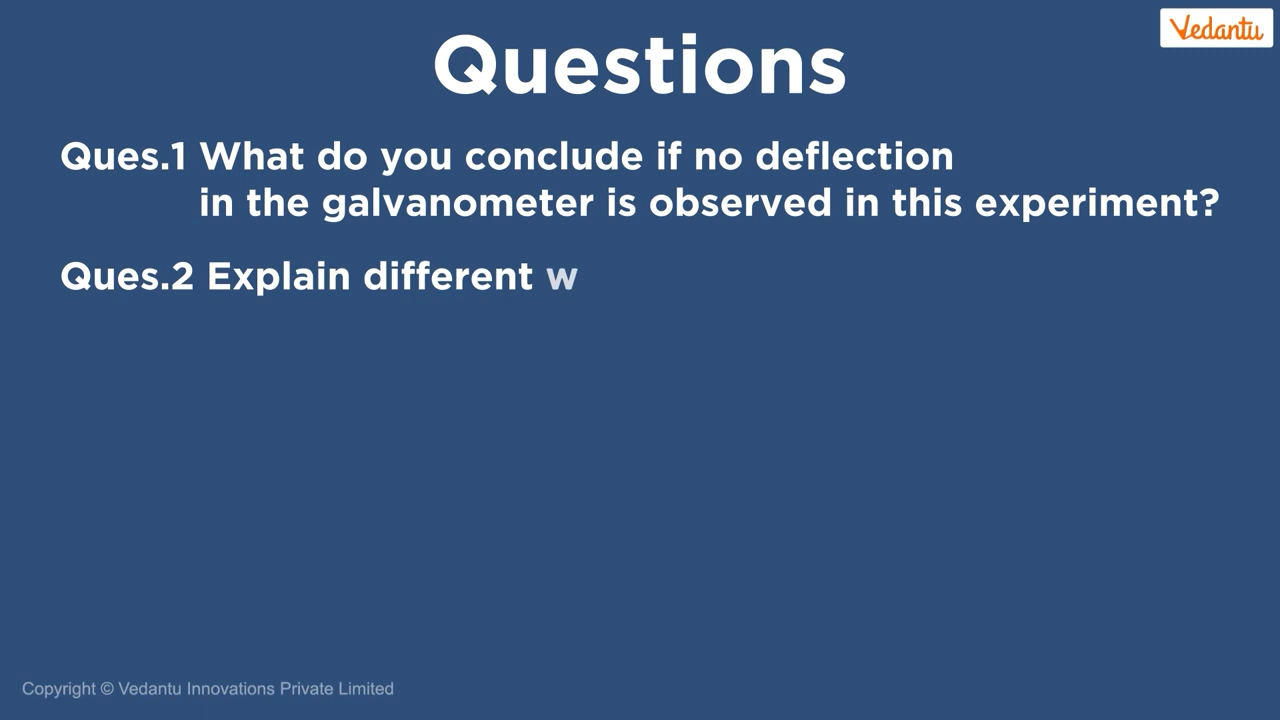 Vedantu
Questions
Ques.1 What do you conclude if no deflection
in the galvanometer is observed in this experiment?
Ques.2 Explain different w
Copyright © Vedantu Innovations Private Limited